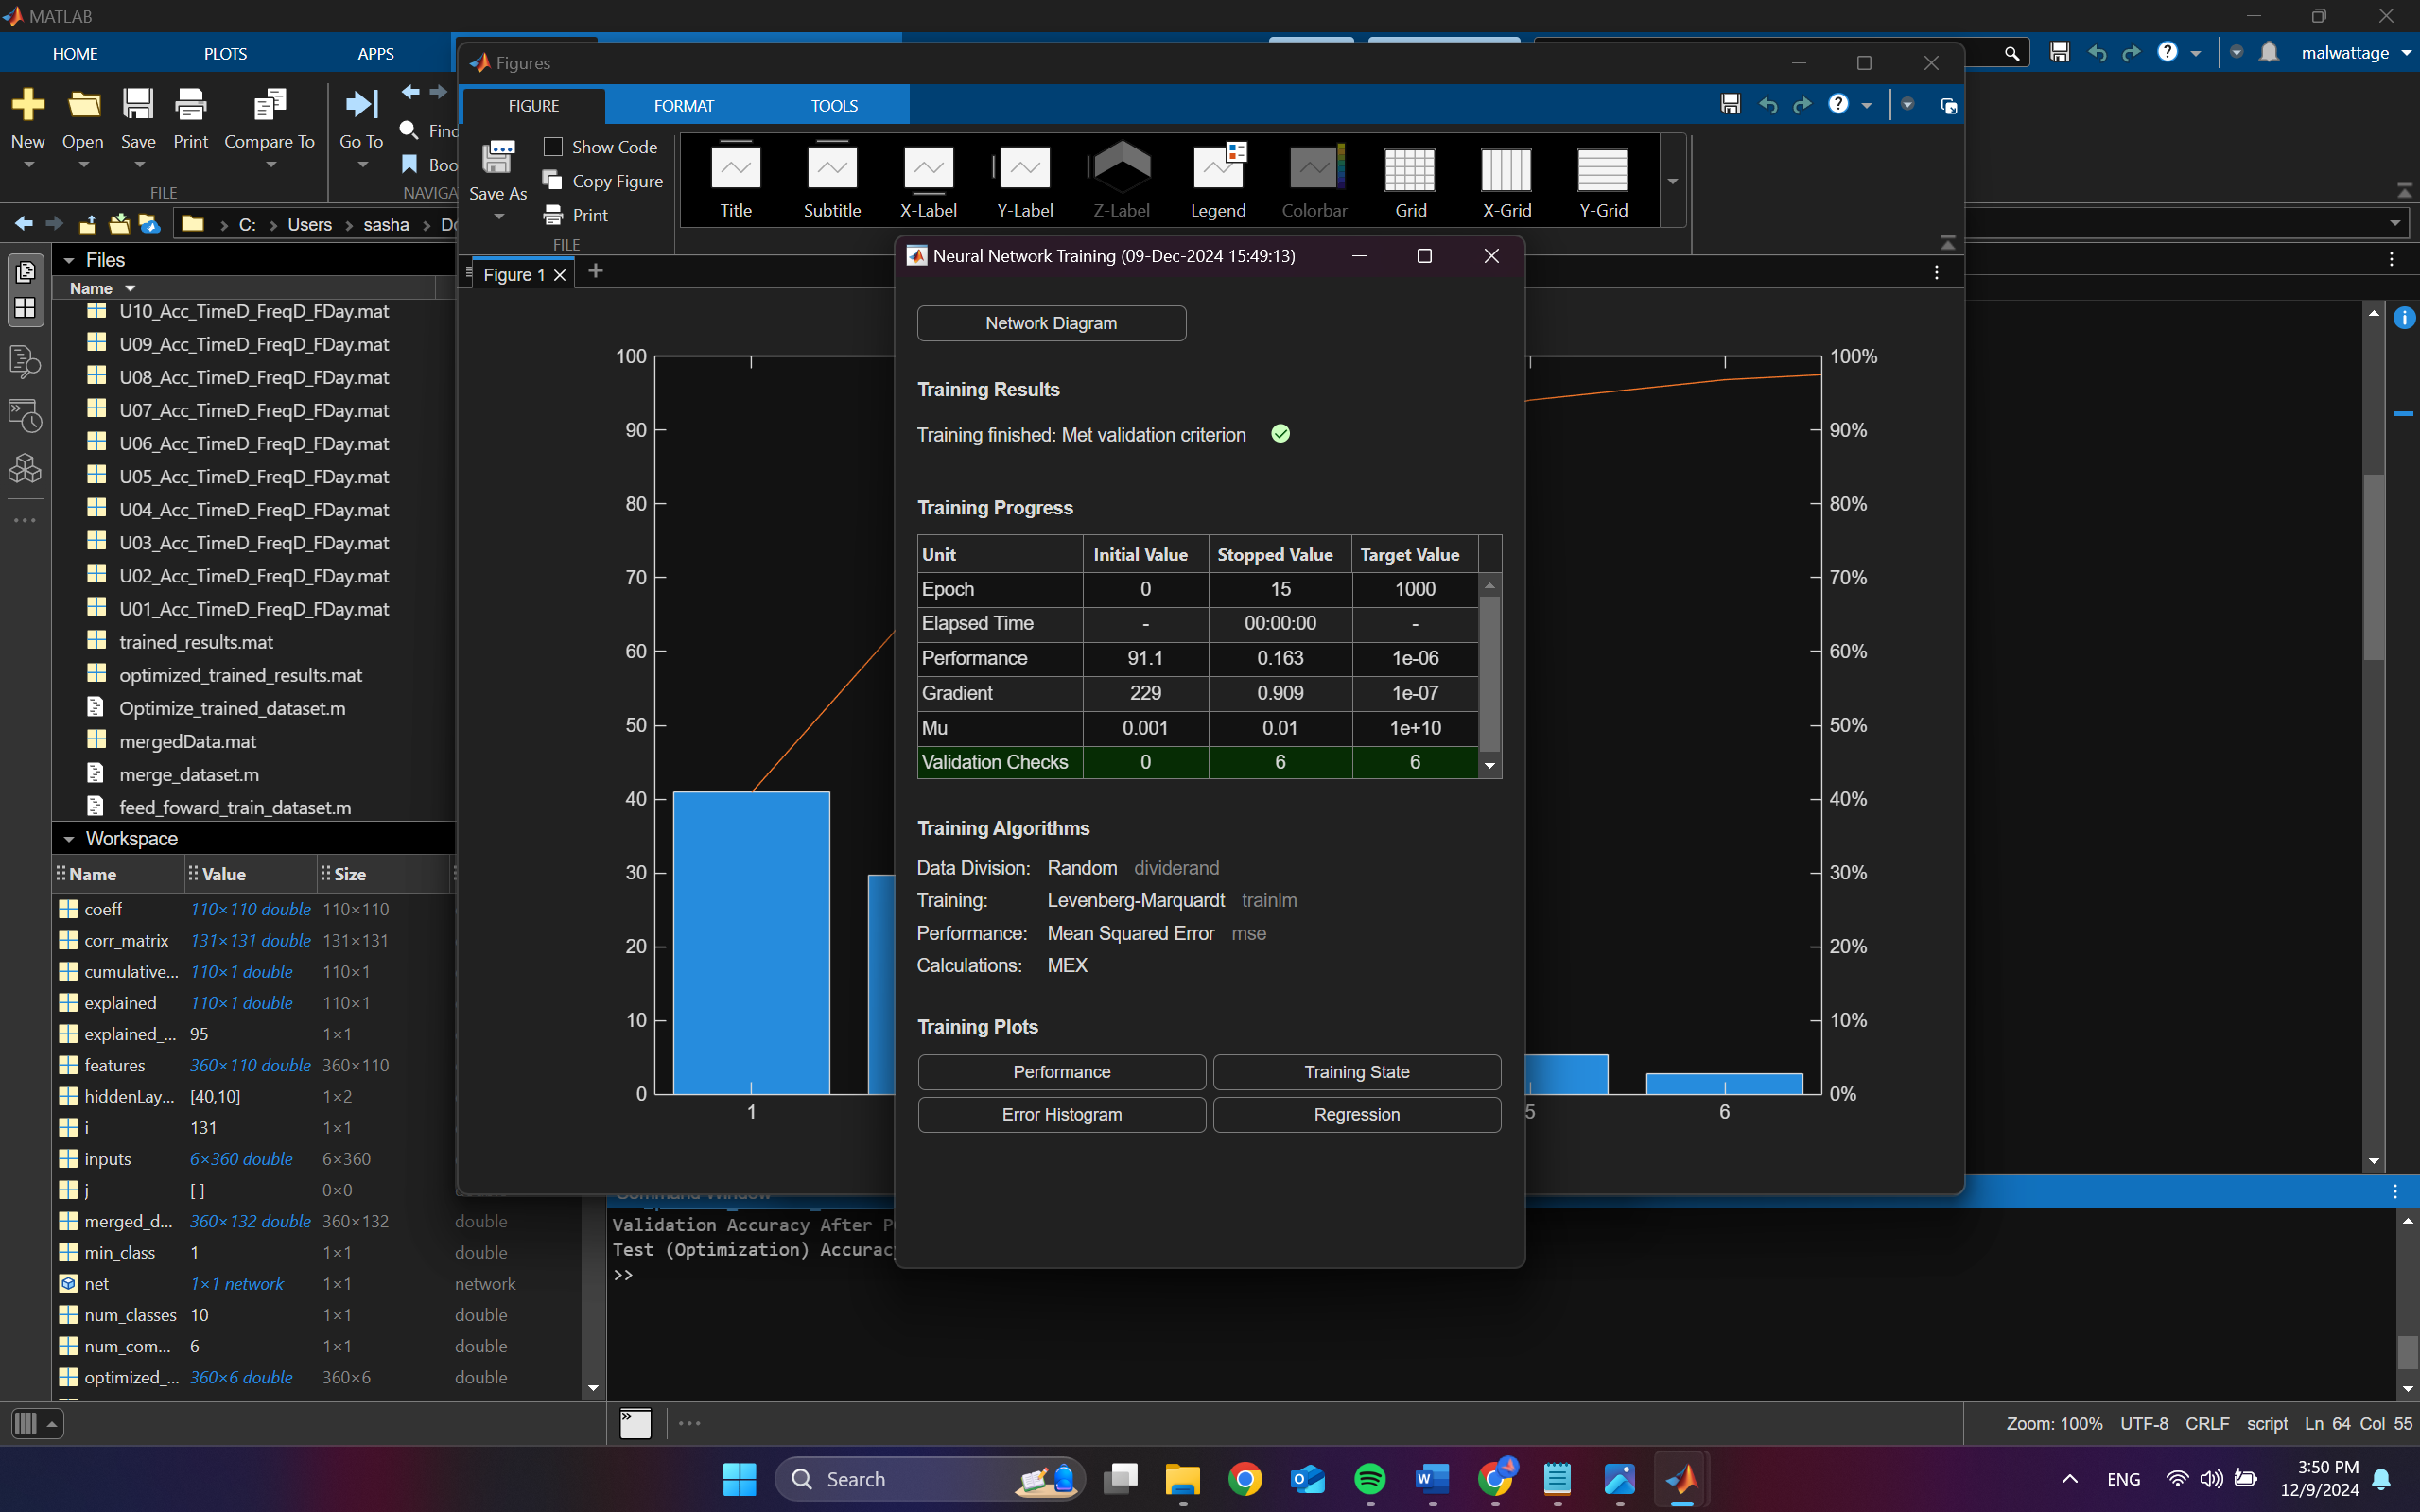 MATLAB
HOME PLOTS APPS
malwattage
New Open Save Print Compare To Go To Find
FILE
C: Users sasha
Files
Name
U10_Acc_TimeD_FreqD_FDay.mat
U09_Acc_TimeD_FreqD_FDay.mat
U08_Acc_TimeD_FreqD_FDay.mat
U07_Acc_TimeD_FreqD_FDay.mat
U06_Acc_TimeD_FreqD_FDay.mat
U05_Acc_TimeD_FreqD_FDay.mat
U04_Acc_TimeD_FreqD_FDay.mat
U03_Acc_TimeD_FreqD_FDay.mat
U02_Acc_TimeD_FreqD_FDay.mat
U01_Acc_TimeD_FreqD_FDay.mat
trained_results.mat
optimized_trained_results.mat
Optimize_trained_dataset.m
mergedData.mat
merge_dataset.m
feed_foward_train_dataset.m
Workspace
Name Value Size
coeff 110×110 double 110×110
corr_matrix 131×131 double 131×131
cumulative... 110×1 double 110×1
explained 110×1 double 110×1
explained_... 95 1×1
features 360×110 double 360×110
hiddenLay... [40,10] 1×2
i 131 1×1
inputs 6×360 double 6×360
j [ ] 0×0
merged_d... 360×132 double 360×132 double
min_class 1 1×1 double
net 1×1 network 1×1 network
num_classes 10 1×1 double
num_com... 6 1×1 double
optimized_... 360×6 double 360×6 double
Figures
FIGURE FORMAT TOOLS
Save As
Show Code
Copy Figure
Print
FILE
Title Subtitle X-Label Y-Label Z-Label Legend Colorbar Grid X-Grid Y-Grid
Figure 1
100 100%
90 90%
80 80%
70 70%
60 60%
50 50%
40 40%
30 30%
20 20%
10 10%
0 0%
1 5 6
Neural Network Training (09-Dec-2024 15:49:13)
Network Diagram
Training Results
Training finished: Met validation criterion
Training Progress
Unit Initial Value Stopped Value Target Value
Epoch 0 15 1000
Elapsed Time - 00:00:00 -
Performance 91.1 0.163 1e-06
Gradient 229 0.909 1e-07
Mu 0.001 0.01 1e+10
Validation Checks 0 6 6
Training Algorithms
Data Division: Random dividerand
Training: Levenberg-Marquardt trainlm
Performance: Mean Squared Error mse
Calculations: MEX
Training Plots
Performance Training State
Error Histogram Regression
Validation Accuracy After
Test (Optimization)
>>
Zoom: 100% UTF-8 CRLF script Ln 64 Col 55
Search
ENG
3:50 PM
12/9/2024